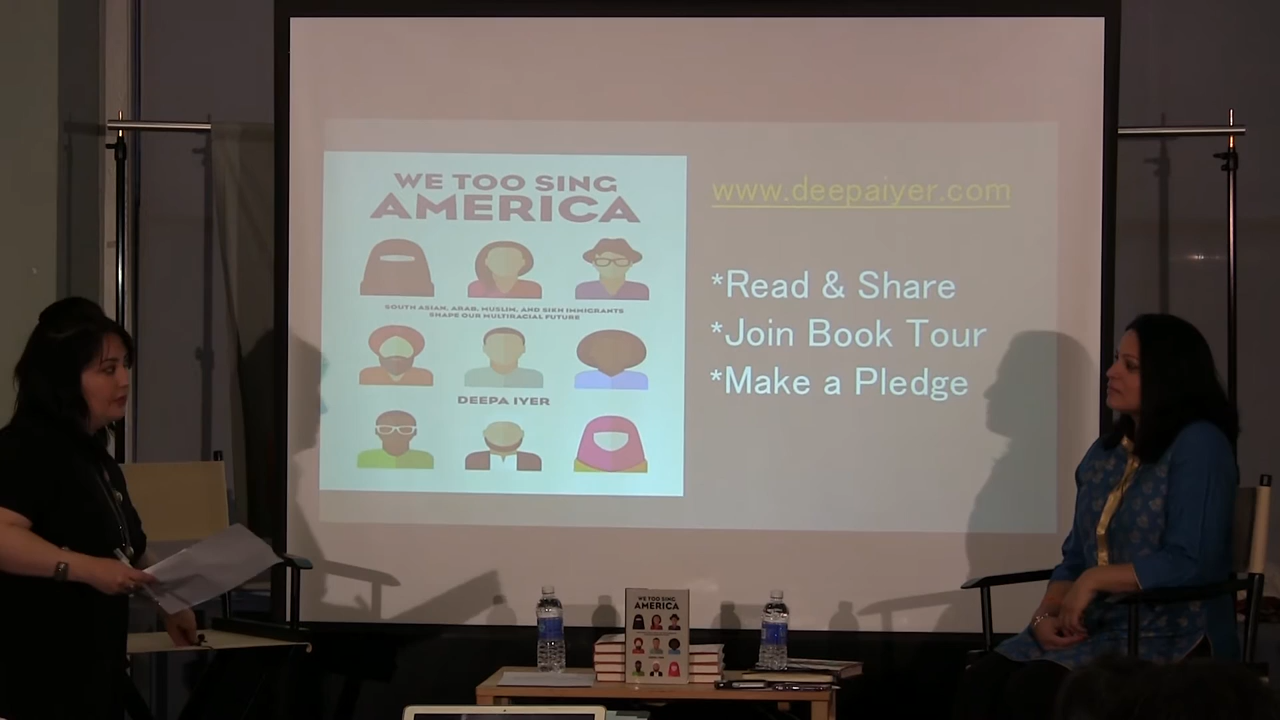 WE TOO SING
AMERICA
SOUTH ASIAN, ARAB, MUSLIM, AND SIKH IMMIGRANTS
SHAPE OUR MULTIRACIAL FUTURE
DEEPA IYER
www.deepaiyer.com
*Read & Share
*Join Book Tour
*Make a Pledge
WE TOO SING
AMERICA